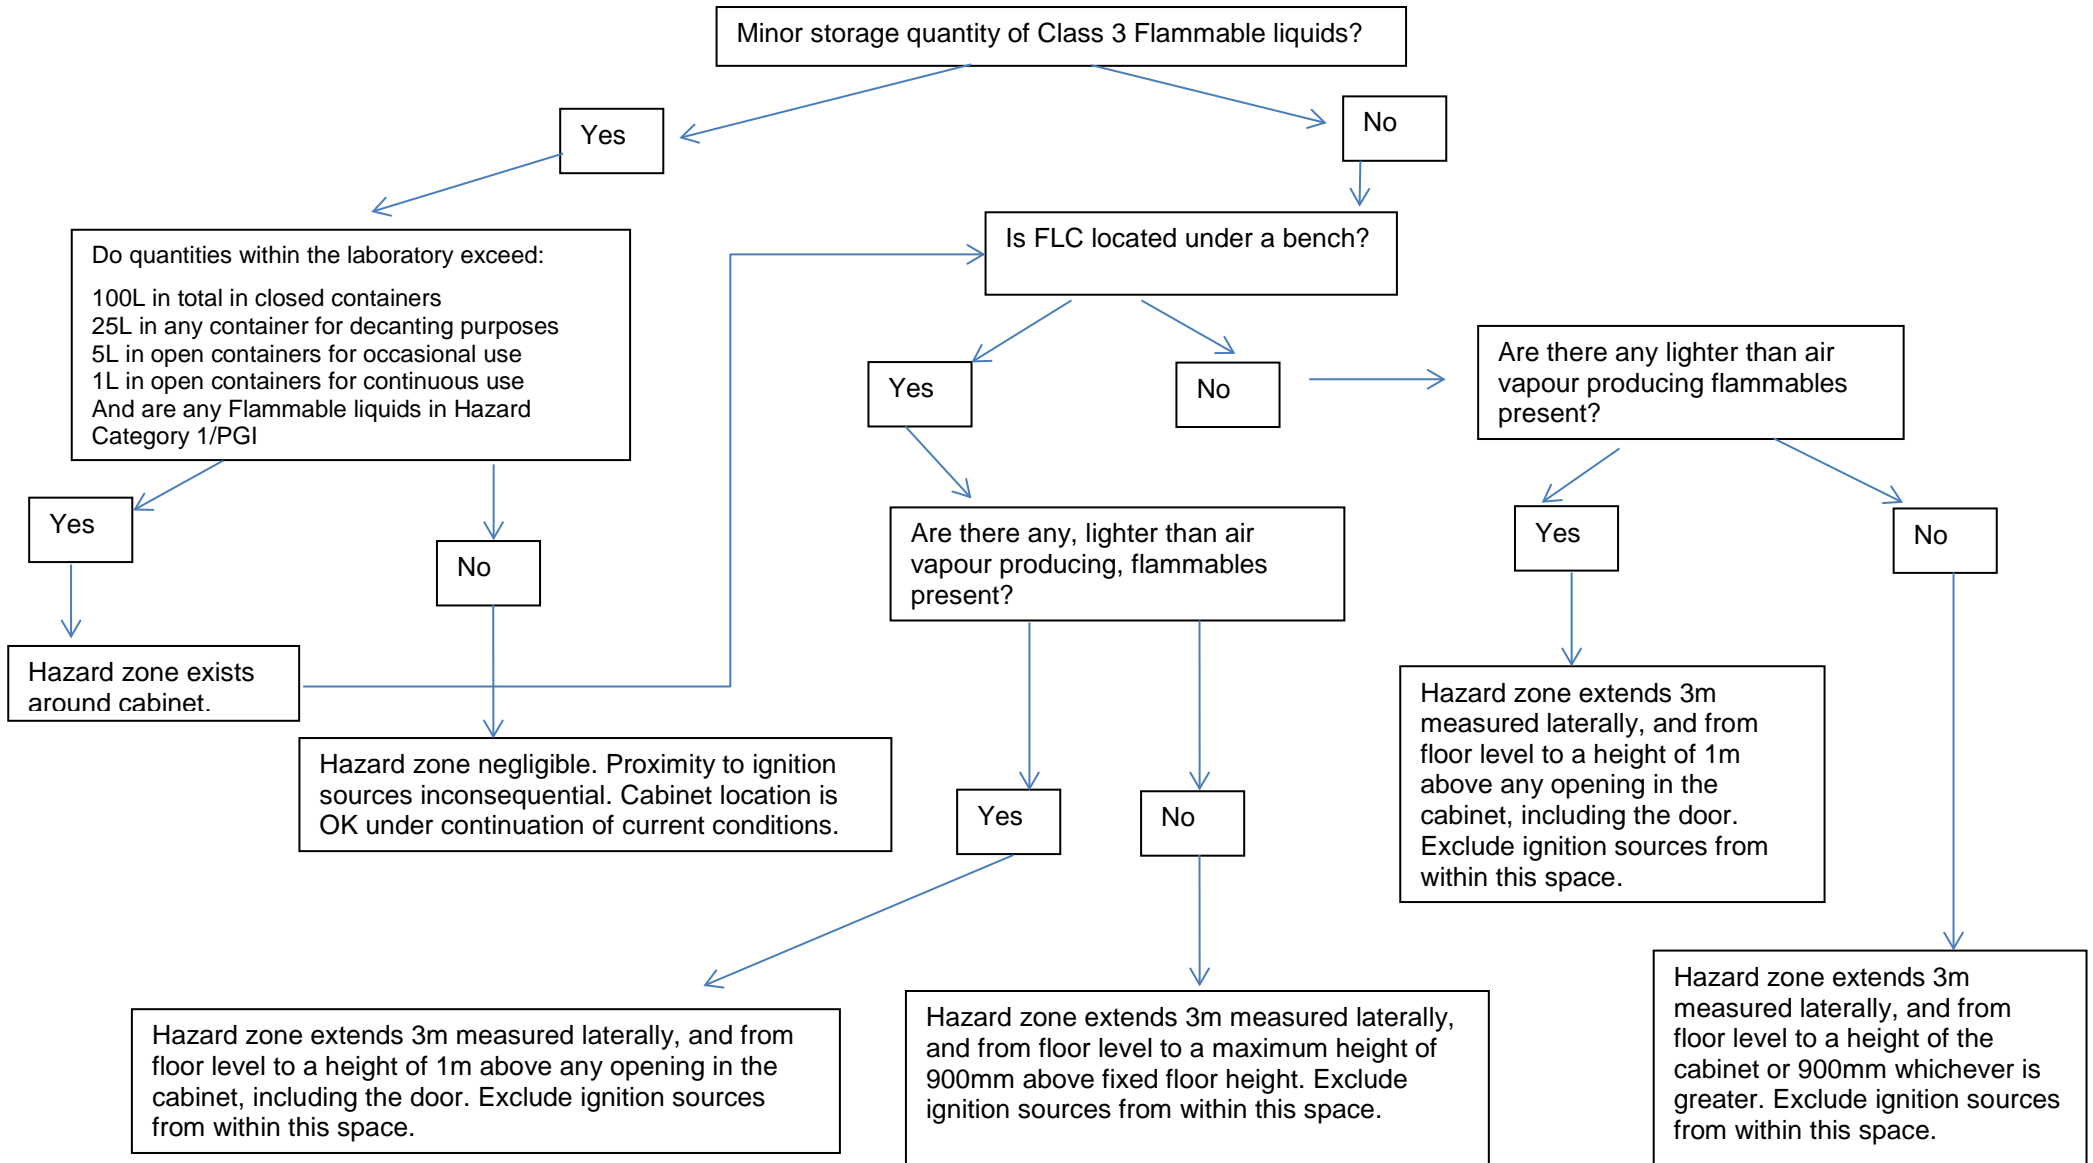 Minor storage quantity of Class 3 Flammable liquids?
Yes
No
Do quantities within the laboratory exceed:
100L in total in closed containers
25L in any container for decanting purposes
5L in open containers for occasional use
1L in open containers for continuous use
And are any Flammable liquids in Hazard
Category 1/PGI
Is FLC located under a bench?
Yes
No
Are there any lighter than air
vapour producing flammables
present?
Yes
No
Hazard zone exists
around cabinet.
Hazard zone negligible. Proximity to ignition
sources inconsequential. Cabinet location is
OK under continuation of current conditions.
Are there any, lighter than air
vapour producing, flammables
present?
Yes
No
Yes
No
Hazard zone extends 3m
measured laterally, and from
floor level to a height of 1m
above any opening in the
cabinet, including the door.
Exclude ignition sources from
within this space.
Hazard zone extends 3m measured laterally, and from
floor level to a height of 1m above any opening in the
cabinet, including the door. Exclude ignition sources
from within this space.
Hazard zone extends 3m measured laterally,
and from floor level to a maximum height of
900mm above fixed floor height. Exclude
ignition sources from within this space.
Hazard zone extends 3m
measured laterally, and from
floor level to a height of the
cabinet or 900mm whichever is
greater. Exclude ignition sources
from within this space.